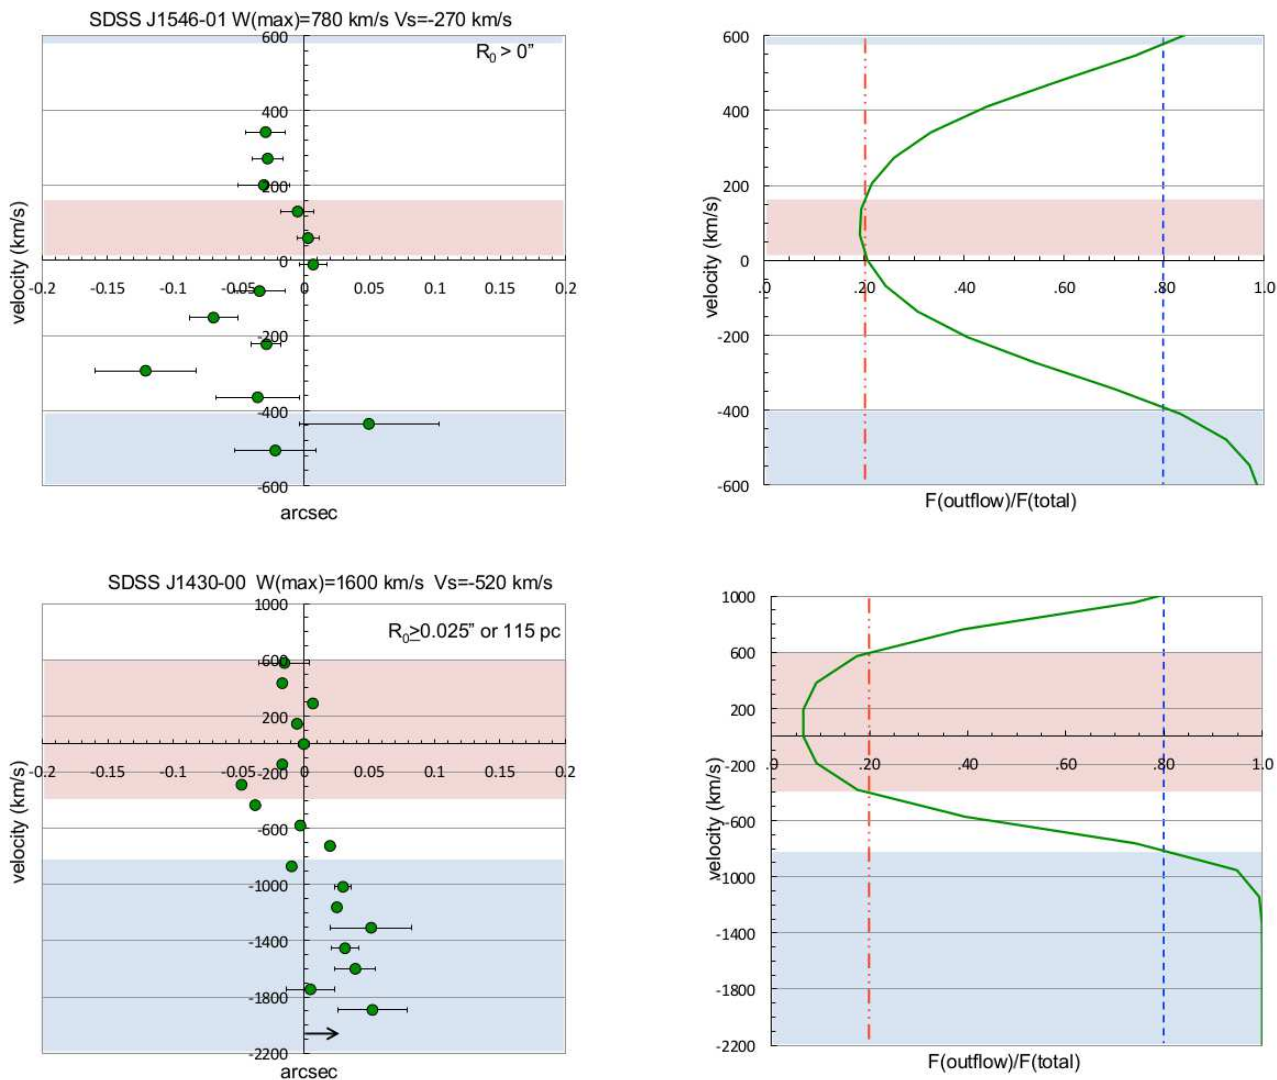 SDSS J1546-01 W(max)=780 km/s Vs=-270 km/s
R0 > 0"
600
400
200
0
-200
-400
-600
-0.2 -0.15 -0.1 -0.05 0 0.05 0.1 0.15 0.2
velocity (km/s)
arcsec
600
400
200
0
-200
-400
-600
.0 .20 .40 .60 .80 1.0
velocity (km/s)
F(outflow)/F(total)
SDSS J1430-00 W(max)=1600 km/s Vs=-520 km/s
R0≥0.025" or 115 pc
1000
600
200
-200
-600
-1000
-1400
-1800
-2200
-0.2 -0.15 -0.1 -0.05 0 0.05 0.1 0.15 0.2
velocity (km/s)
arcsec
1000
600
200
-200
-600
-1000
-1400
-1800
-2200
.0 .20 .40 .60 .80 1.0
velocity (km/s)
F(outflow)/F(total)